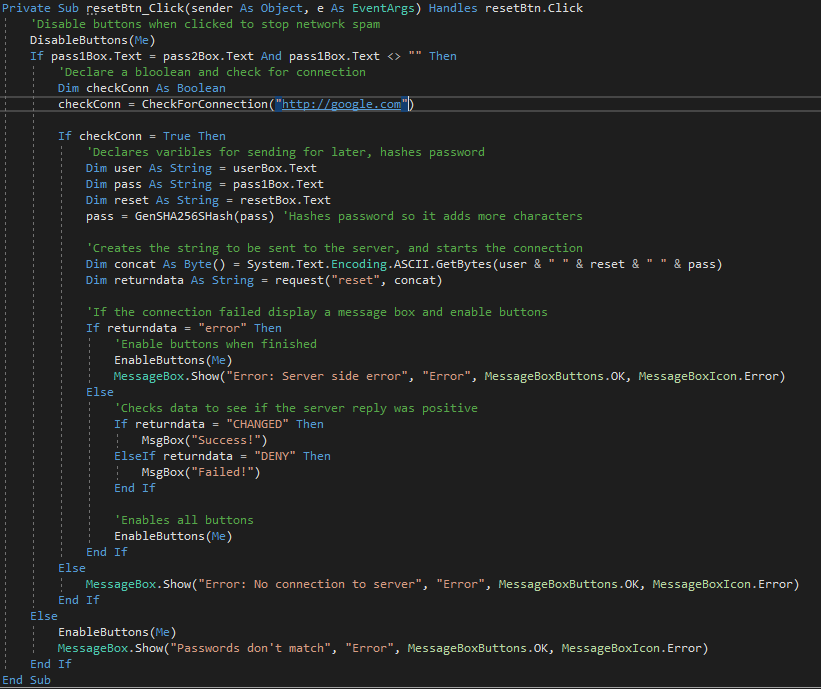 Private Sub resetBtn_Click(sender As Object, e As EventArgs) Handles resetBtn.Click
'Disable buttons when clicked to stop network spam
DisableButtons(Me)
If pass1Box.Text = pass2Box.Text And pass1Box.Text <> "" Then
'Declare a bloolean and check for connection
Dim checkConn As Boolean
checkConn = CheckForConnection("http://google.com")
If checkConn = True Then
'Declares varibles for sending for later, hashes password
Dim user As String = userBox.Text
Dim pass As String = pass1Box.Text
Dim reset As String = resetBox.Text
pass = GenSHA256SHash(pass) 'Hashes password so it adds more characters
'Creates the string to be sent to the server, and starts the connection
Dim concat As Byte() = System.Text.Encoding.ASCII.GetBytes(user & " " & reset & " " & pass)
Dim returndata As String = request("reset", concat)
'If the connection failed display a message box and enable buttons
If returndata = "error" Then
'Enable buttons when finished
EnableButtons(Me)
MessageBox.Show("Error: Server side error", "Error", MessageBoxButtons.OK, MessageBoxIcon.Error)
Else
'Checks data to see if the server reply was positive
If returndata = "CHANGED" Then
MsgBox("Success!")
ElseIf returndata = "DENY" Then
MsgBox("Failed!")
End If
'Enables all buttons
EnableButtons(Me)
End If
Else
MessageBox.Show("Error: No connection to server", "Error", MessageBoxButtons.OK, MessageBoxIcon.Error)
End If
Else
EnableButtons(Me)
MessageBox.Show("Passwords don't match", "Error", MessageBoxButtons.OK, MessageBoxIcon.Error)
End If
End Sub